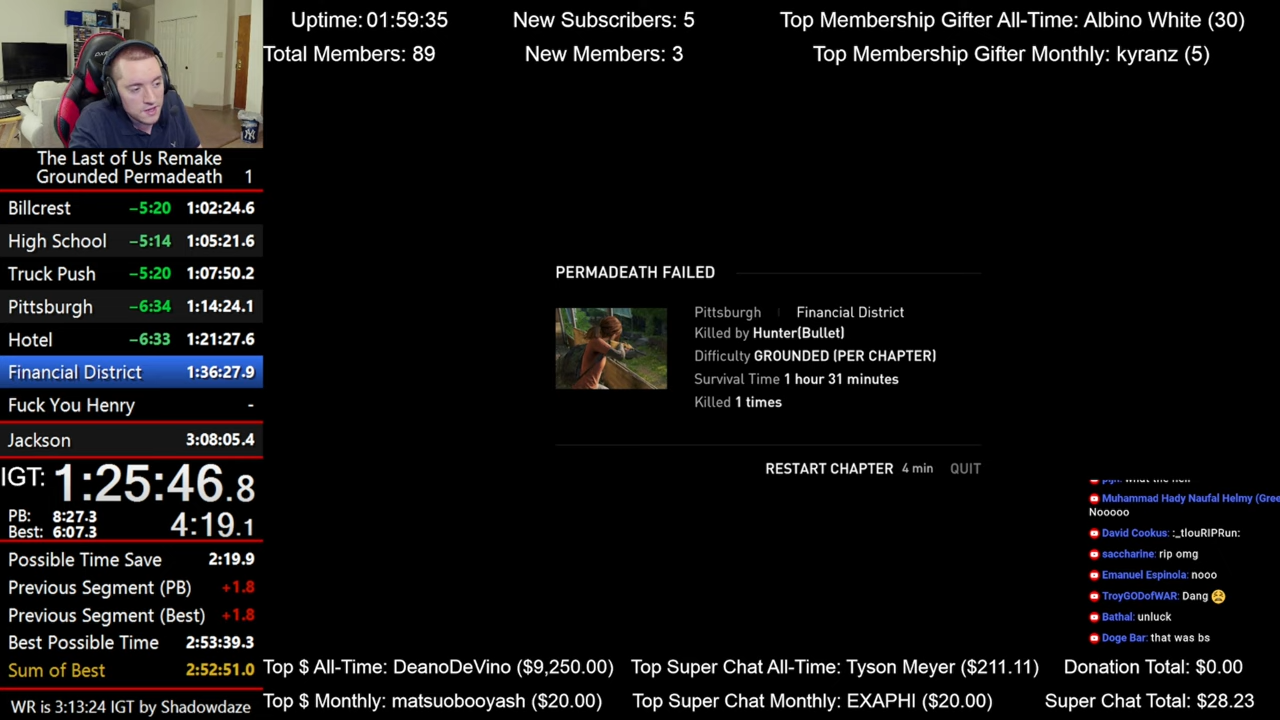 Uptime: 01:59:35
New Subscribers: 5
Top Membership Gifter All-Time: Albino White (30)
Total Members: 89
New Members: 3
Top Membership Gifter Monthly: kyranz (5)
The Last of Us Remake
Grounded Permadeath 1
Billcrest -5:20 1:02:24.6
High School -5:14 1:05:21.6
Truck Push -5:20 1:07:50.2
Pittsburgh -6:34 1:14:24.1
Hotel -6:33 1:21:27.6
Financial District 1:36:27.9
Fuck You Henry -
Jackson 3:08:05.4
IGT: 1:25:46.8
PB: 8:27.3
Best: 6:07.3
4:19.1
Possible Time Save 2:19.9
Previous Segment (PB) +1.8
Previous Segment (Best) +1.8
Best Possible Time 2:53:39.3
Sum of Best 2:52:51.0
WR is 3:13:24 IGT by Shadowdaze
PERMADEATH FAILED
Pittsburgh | Financial District
Killed by Hunter(Bullet)
Difficulty GROUNDED (PER CHAPTER)
Survival Time 1 hour 31 minutes
Killed 1 times
RESTART CHAPTER 4 min QUIT
Muhammad Hady Naufal Helmy (Gree
Nooooo
David Cookus: :_tlouRIPRun:
saccharine: rip omg
Emanuel Espinola: nooo
TroyGODofWAR: Dang 😫
Bathal: unluck
Doge Bar: that was bs
Top $ All-Time: DeanoDeVino ($9,250.00)
Top Super Chat All-Time: Tyson Meyer ($211.11)
Donation Total: $0.00
Top $ Monthly: matsuobooyash ($20.00)
Top Super Chat Monthly: EXAPHI ($20.00)
Super Chat Total: $28.23